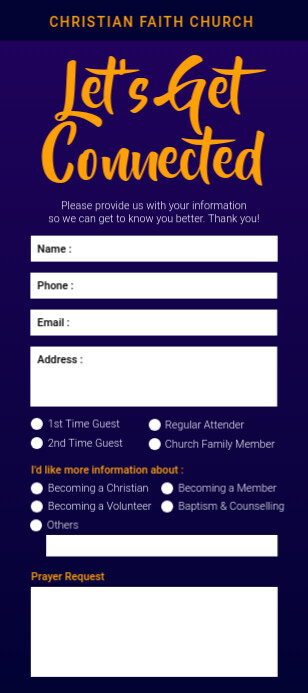 CHRISTIAN FAITH CHURCH
Let's Get
Connected
Please provide us with your information
so we can get to know you better. Thank you!
Name :
Phone :
Email :
Address :
1st Time Guest
Regular Attender
2nd Time Guest
Church Family Member
I'd like more information about :
Becoming a Christian
Becoming a Member
Becoming a Volunteer
Baptism & Counselling
Others
Prayer Request